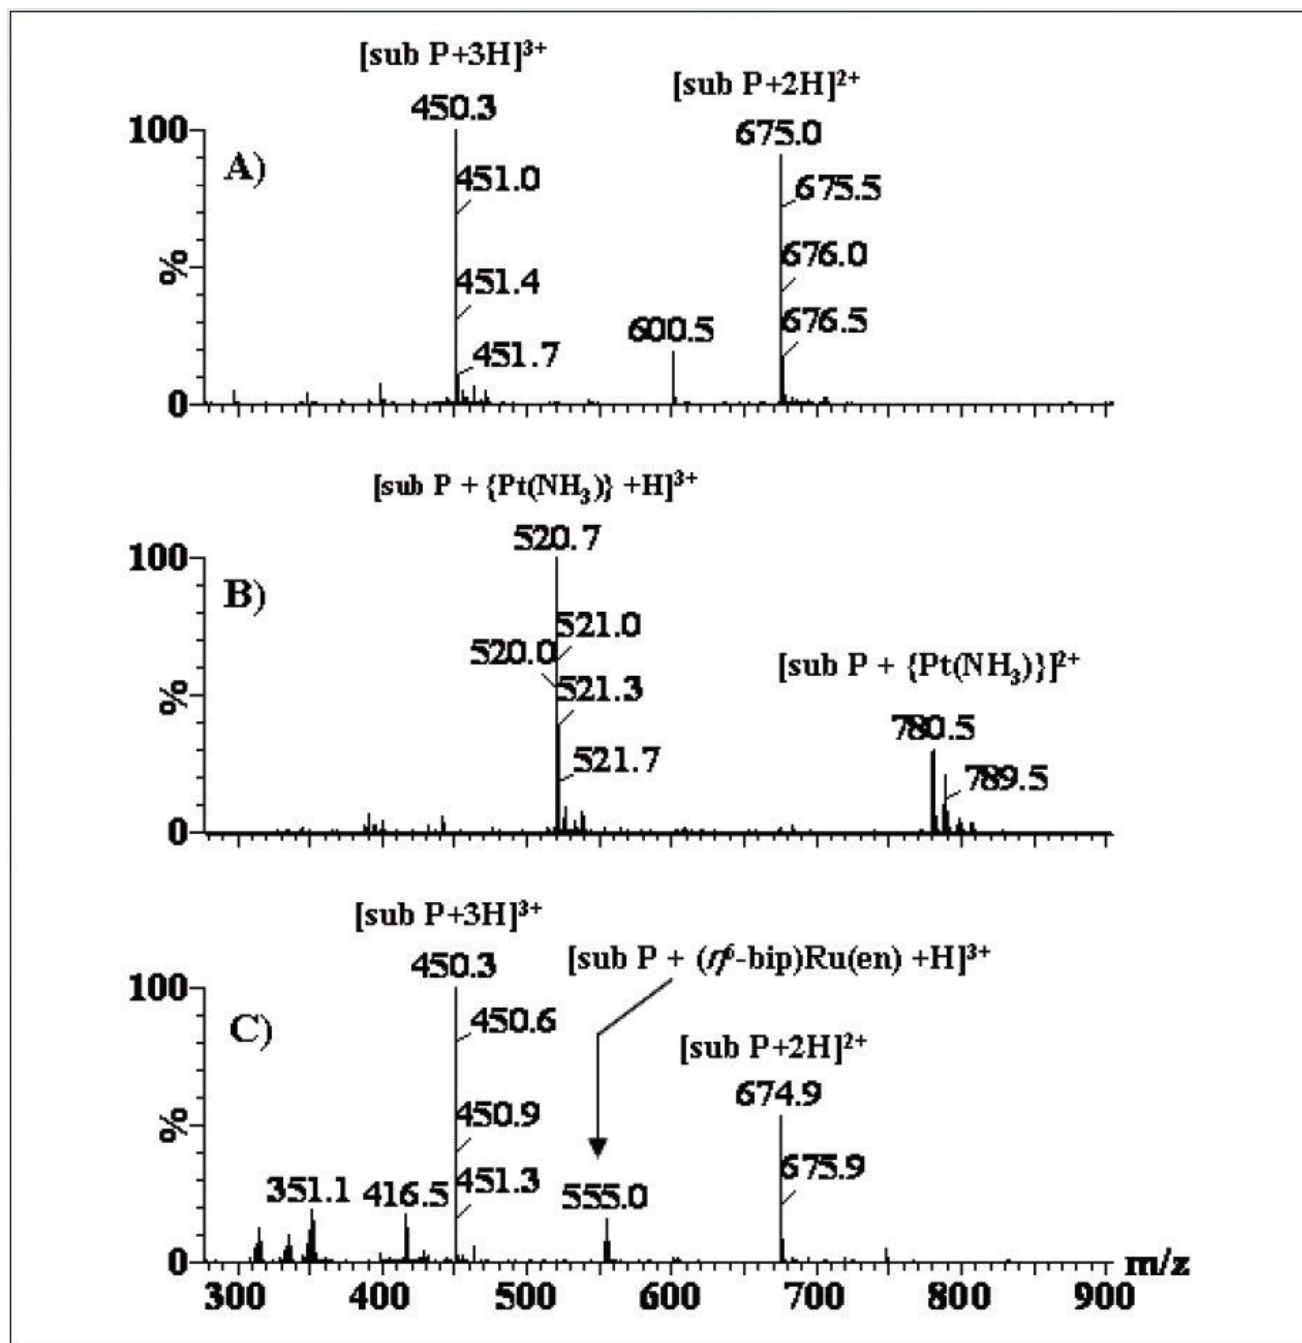 [sub P+3H]³⁺
[sub P+2H]²⁺
450.3
675.0
100
A)
451.0
675.5
676.0
%
451.4
600.5
676.5
451.7
0
[sub P + {Pt(NH₃)} +H]³⁺
520.7
100
B)
521.0
520.0
[sub P + {Pt(NH₃)}]²⁺
521.3
%
780.5
521.7
789.5
0
[sub P+3H]³⁺
[sub P + (η⁶-bip)Ru(en) +H]³⁺
450.3
100
450.6
C)
[sub P+2H]²⁺
674.9
%
450.9
675.9
351.1
416.5
451.3
555.0
0
m/z
300 400 500 600 700 800 900